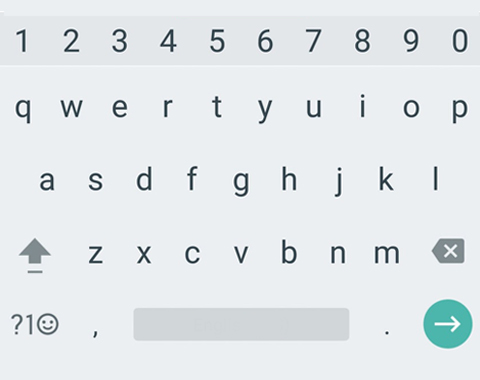 1 2 3 4 5 6 7 8 9 0
q w e r t y u i o p
a s d f g h j k l
z x c v b n m
?1☺ , .